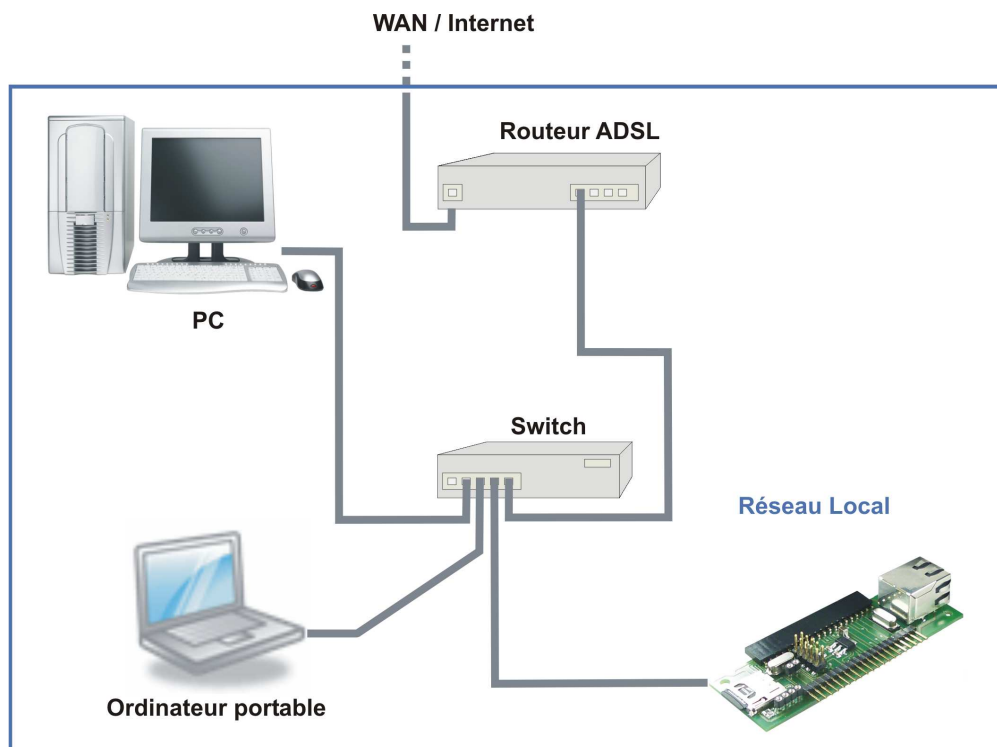 WAN / Internet
Routeur ADSL
PC
Switch
Réseau Local
Ordinateur portable